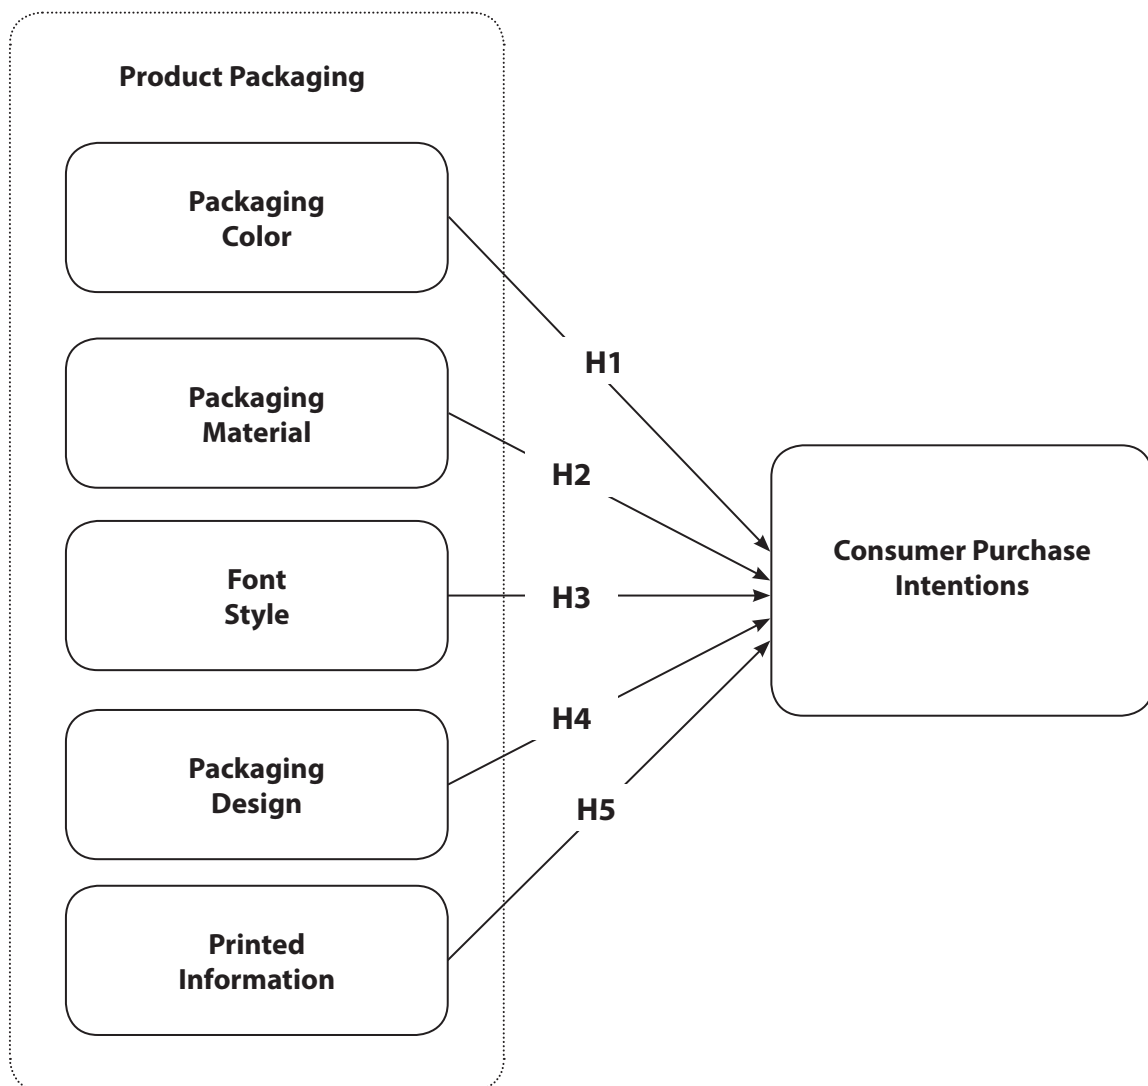 Product Packaging
Packaging
Color
H1
Packaging
Material
H2
Font
Style
H3
Packaging
Design
H4
Printed
Information
H5
Consumer Purchase
Intentions